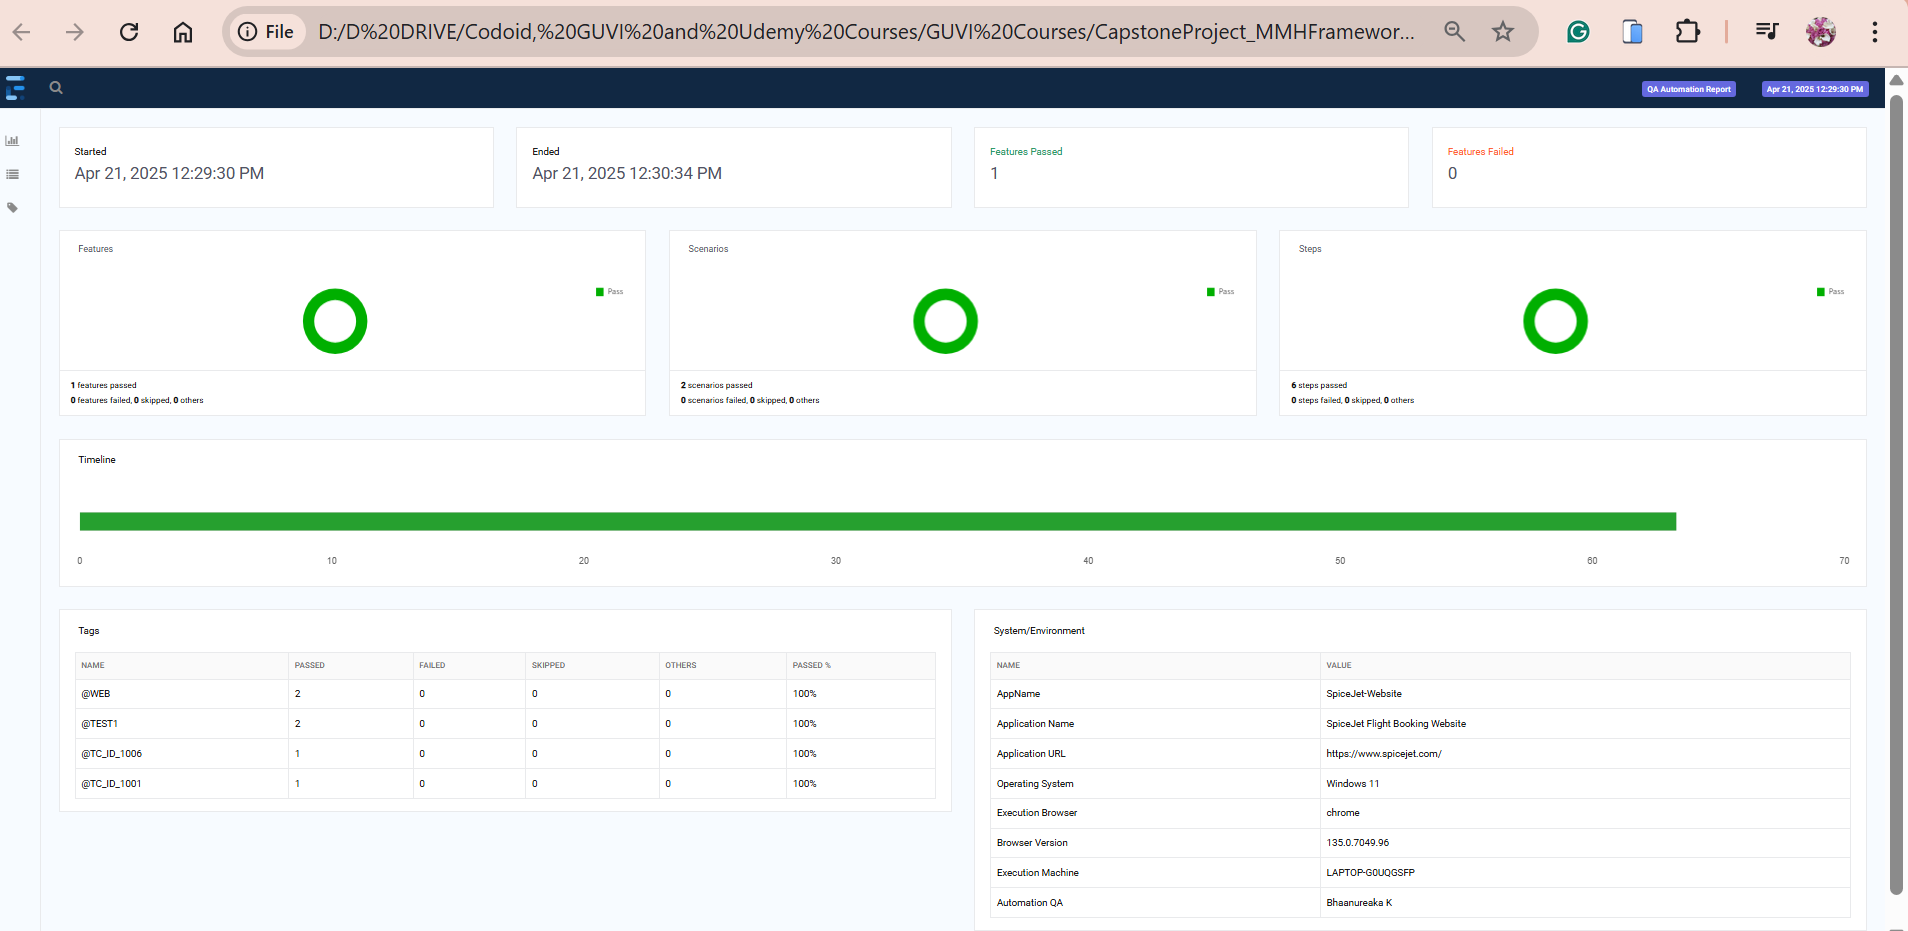 File
D:/D%20DRIVE/Codoid,%20GUVI%20and%20Udemy%20Courses/GUVI%20Courses/CapstoneProject_MMHFramewor...
QA Automation Report
Apr 21, 2025 12:29:30 PM
Started
Apr 21, 2025 12:29:30 PM
Ended
Apr 21, 2025 12:30:34 PM
Features Passed
1
Features Failed
0
Features
Pass
1 features passed
0 features failed, 0 skipped, 0 others
Scenarios
Pass
2 scenarios passed
0 scenarios failed, 0 skipped, 0 others
Steps
Pass
6 steps passed
0 steps failed, 0 skipped, 0 others
Timeline
0 10 20 30 40 50 60 70
Tags
NAME PASSED FAILED SKIPPED OTHERS PASSED %
@WEB 2 0 0 0 100%
@TEST1 2 0 0 0 100%
@TC_ID_1006 1 0 0 0 100%
@TC_ID_1001 1 0 0 0 100%
System/Environment
NAME VALUE
AppName SpiceJet-Website
Application Name SpiceJet Flight Booking Website
Application URL https://www.spicejet.com/
Operating System Windows 11
Execution Browser chrome
Browser Version 135.0.7049.96
Execution Machine LAPTOP-G0UQGSFP
Automation QA Bhaanureaka K